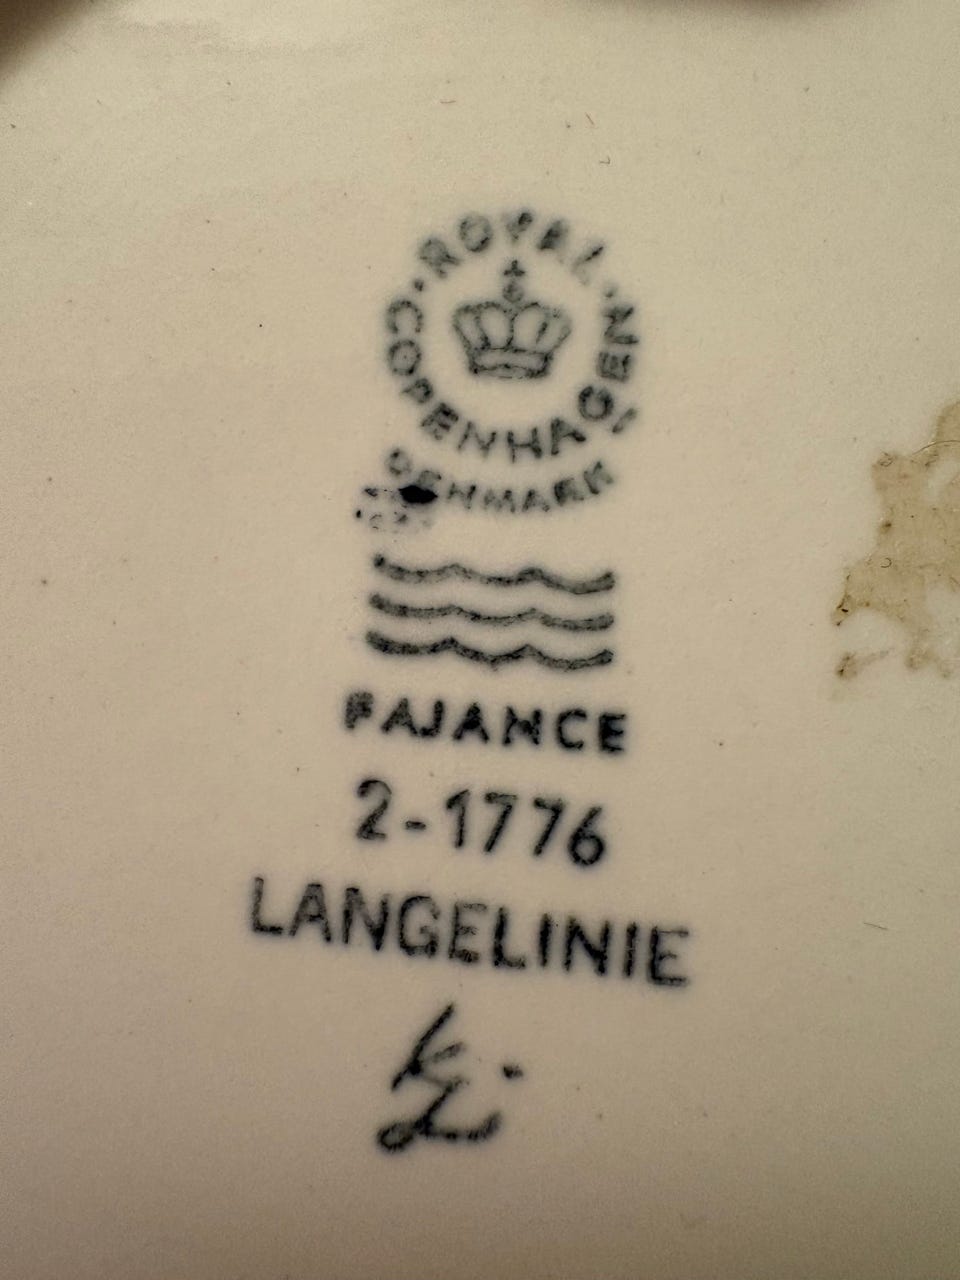 ROYAL
COPENHAGEN
DENMARK
FAJANCE
2-1776
LANGELINIE